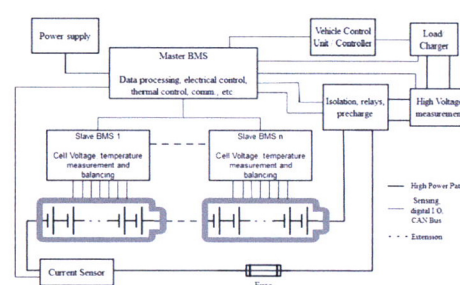 Power supply
Vehicle Control
Unit - Controller
Load
Charger
Master BMS
Data processing, electrical control,
thermal control, comm., etc
Isolation, relays,
precharge
High Voltage
measurement
Slave BMS 1
Cell Voltage, temperature
measurement and
balancing
Slave BMS n
Cell Voltage, temperature
measurement and
balancing
High Power Pat
Sensing
digital I O,
CAN Bus
Extension
Current Sensor